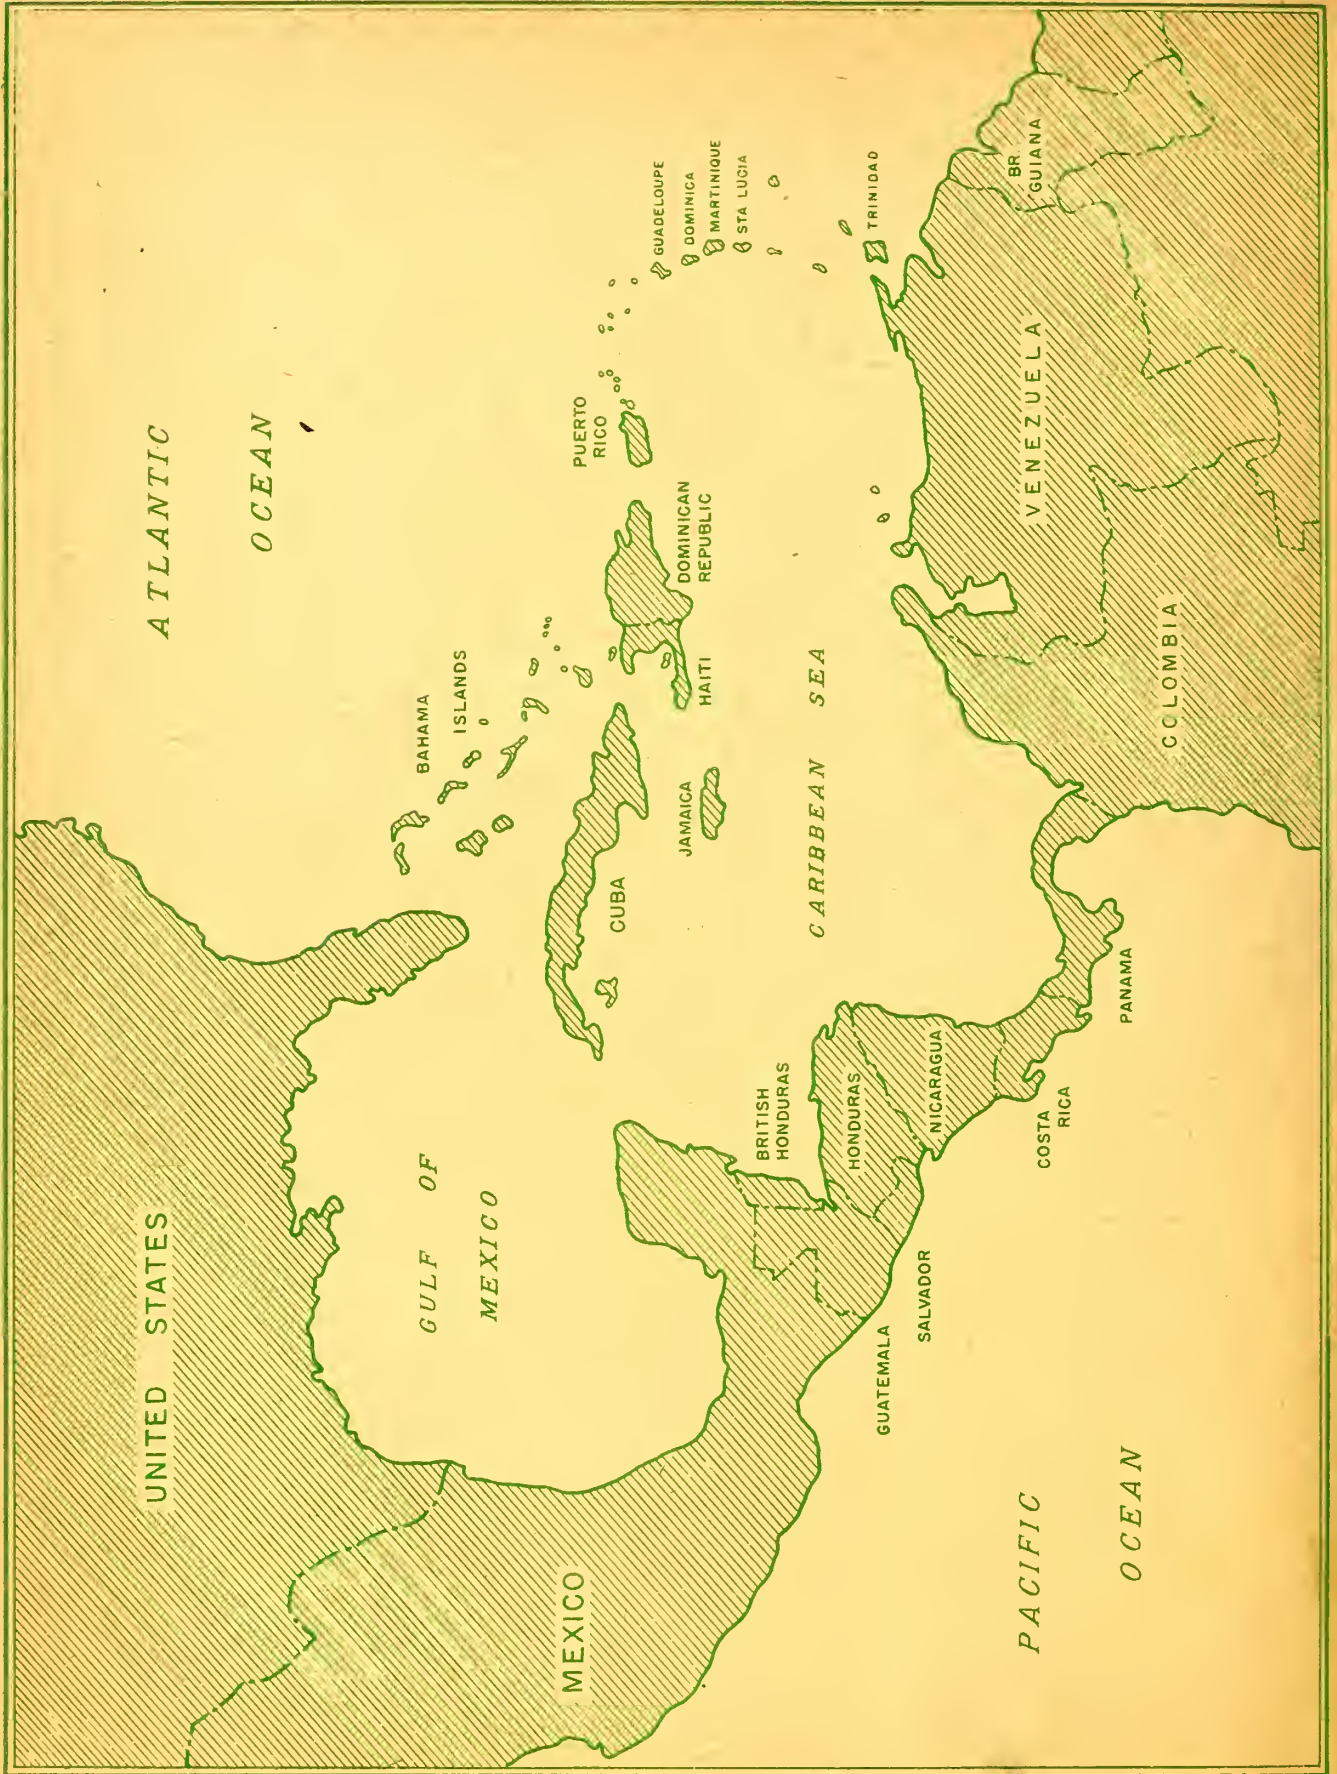 UNITED STATES
ATLANTIC
OCEAN
GULF OF
MEXICO
BAHAMA
ISLANDS
MEXICO
CUBA
JAMAICA
HAITI
DOMINICAN
REPUBLIC
PUERTO
RICO
GUADELOUPE
DOMINICA
MARTINIQUE
STA LUCIA
TRINIDAD
CARIBBEAN SEA
BRITISH
HONDURAS
HONDURAS
GUATEMALA
SALVADOR
NICARAGUA
COSTA
RICA
PANAMA
VENEZUELA
BR.
GUIANA
COLOMBIA
PACIFIC
OCEAN